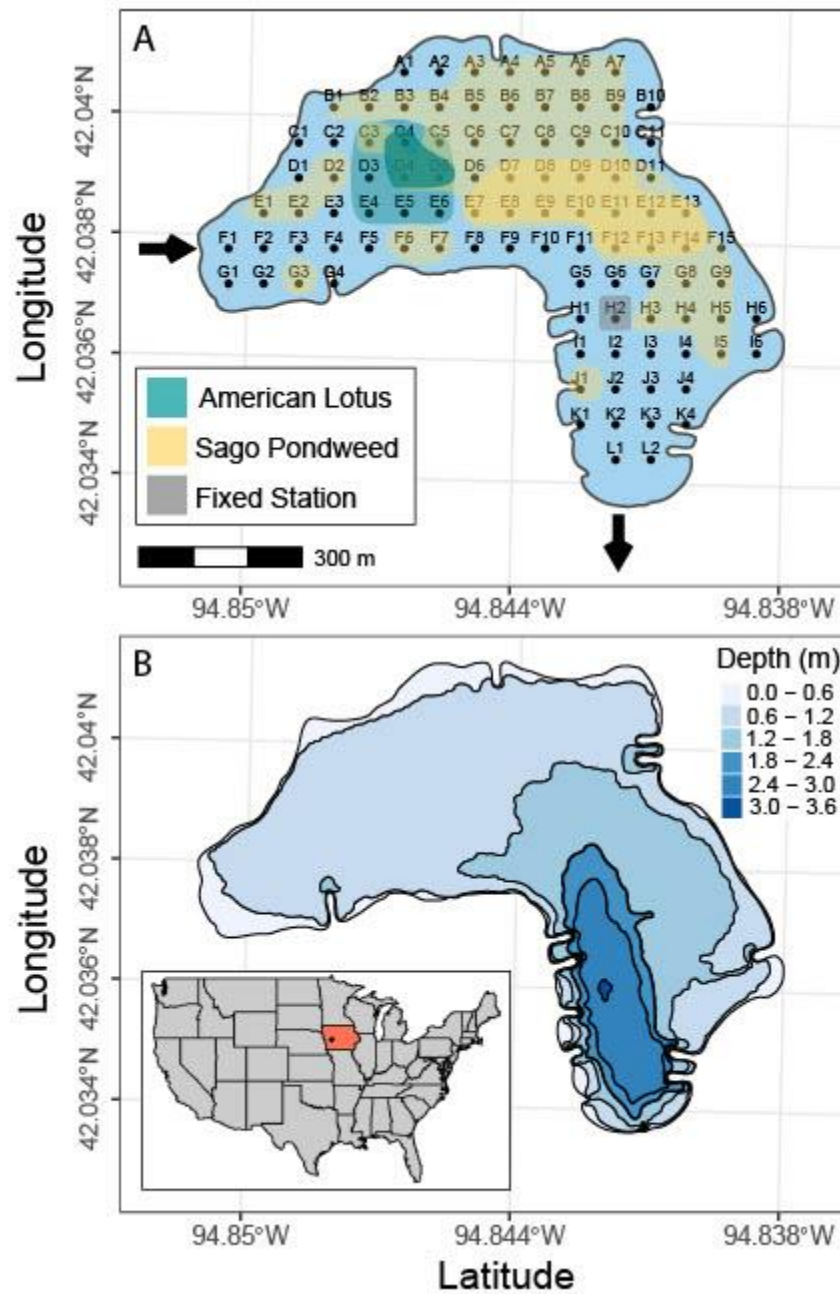 A
A1 A2 A3 A4 A5 A6 A7
B1 B2 B3 B4 B5 B6 B7 B8 B9 B10
C1 C2 C3 C4 C5 C6 C7 C8 C9 C10 C11
D1 D2 D3 D4 D5 D6 D7 D8 D9 D10 D11
E1 E2 E3 E4 E5 E6 E7 E8 E9 E10 E11 E12 E13
F1 F2 F3 F4 F5 F6 F7 F8 F9 F10 F11 F12 F13 F14 F15
G1 G2 G3 G4 G5 G6 G7 G8 G9
H1 H2 H3 H4 H5 H6
I1 I2 I3 I4 I5 I6
J1 J2 J3 J4
K1 K2 K3 K4
L1 L2
Longitude
42.04°N
42.038°N
42.036°N
42.034°N
American Lotus
Sago Pondweed
Fixed Station
300 m
94.85°W 94.844°W 94.838°W
B
Depth (m)
0.0 – 0.6
0.6 – 1.2
1.2 – 1.8
1.8 – 2.4
2.4 – 3.0
3.0 – 3.6
Longitude
42.04°N
42.038°N
42.036°N
42.034°N
94.85°W 94.844°W 94.838°W
Latitude